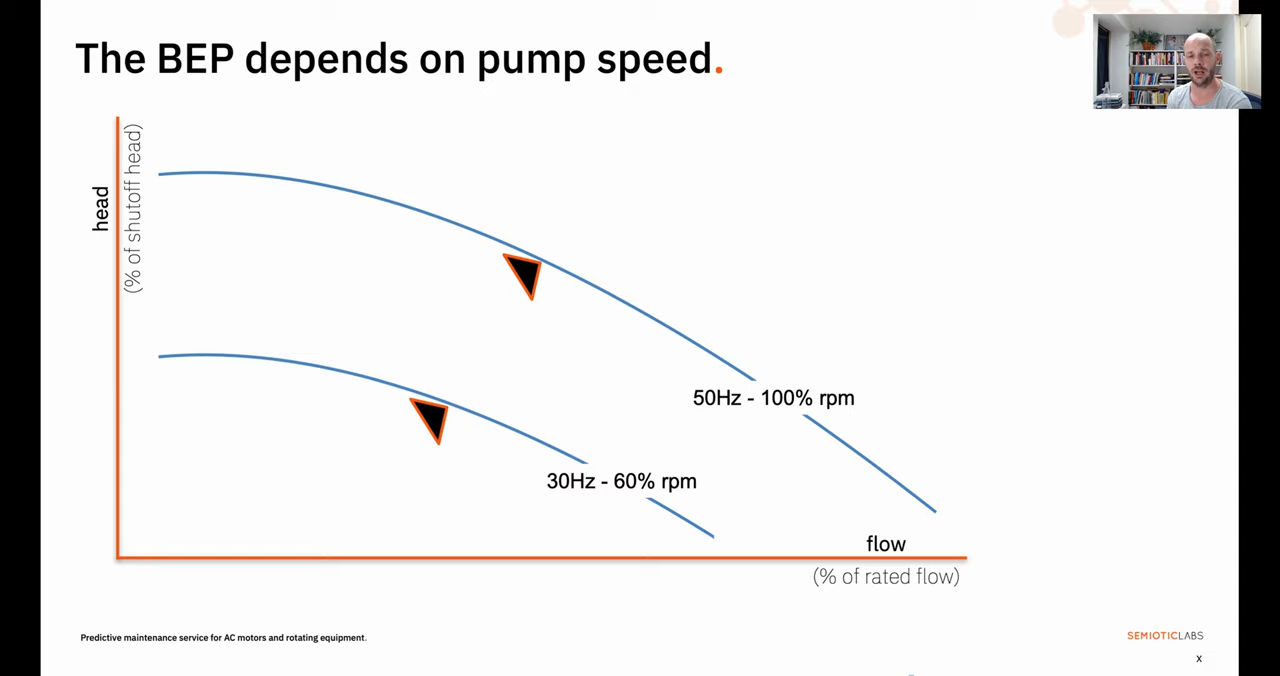 The BEP depends on pump speed.
head
(% of shutoff head)
50Hz - 100% rpm
30Hz - 60% rpm
flow
(% of rated flow)
Predictive maintenance service for AC motors and rotating equipment.
SEMIOTICLABS
x